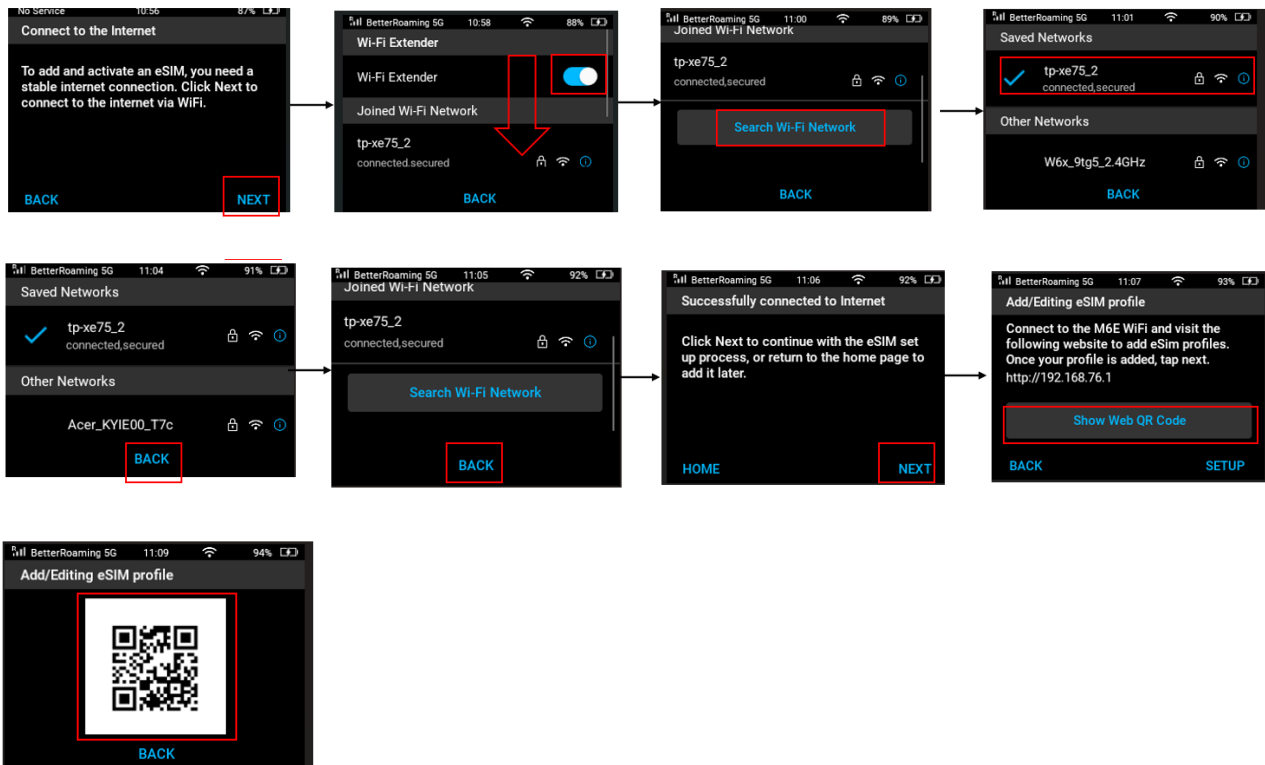 No Service 10:56 87%
Connect to the Internet
To add and activate an eSIM, you need a
stable internet connection. Click Next to
connect to the internet via WiFi.
BACK NEXT
R BetterRoaming 5G 10:58 88%
Wi-Fi Extender
Wi-Fi Extender
Joined Wi-Fi Network
tp-xe75_2
connected.secured
BACK
R BetterRoaming 5G 11:00 89%
Joined Wi-Fi Network
tp-xe75_2
connected,secured
Search Wi-Fi Network
BACK
R BetterRoaming 5G 11:01 90%
Saved Networks
tp-xe75_2
connected,secured
Other Networks
W6x_9tg5_2.4GHz
BACK
R BetterRoaming 5G 11:04 91%
Saved Networks
tp-xe75_2
connected,secured
Other Networks
Acer_KYIE00_T7c
BACK
R BetterRoaming 5G 11:05 92%
Joined Wi-Fi Network
tp-xe75_2
connected,secured
Search Wi-Fi Network
BACK
R BetterRoaming 5G 11:06 92%
Successfully connected to Internet
Click Next to continue with the eSIM set
up process, or return to the home page to
add it later.
HOME NEXT
R BetterRoaming 5G 11:07 93%
Add/Editing eSIM profile
Connect to the M6E WiFi and visit the
following website to add eSim profiles.
Once your profile is added, tap next.
http://192.168.76.1
Show Web QR Code
BACK SETUP
R BetterRoaming 5G 11:09 94%
Add/Editing eSIM profile
BACK